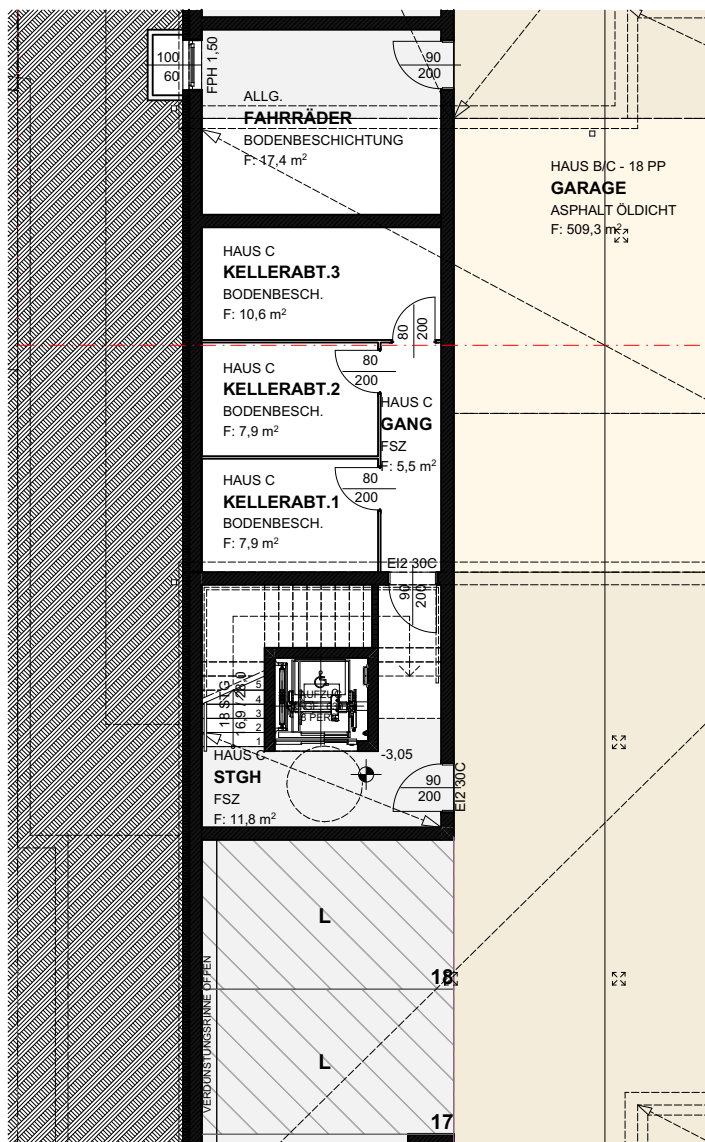 100
60
FPH 1,50
90
200
ALLG.
FAHRRÄDER
BODENBESCHICHTUNG
F: 17,4 m²
HAUS B/C - 18 PP
GARAGE
ASPHALT ÖLDICHT
F: 509,3 m²
HAUS C
KELLERABT.3
BODENBESCH.
F: 10,6 m²
80
200
HAUS C
KELLERABT.2
BODENBESCH.
F: 7,9 m²
80
200
HAUS C
GANG
FSZ
F: 5,5 m²
HAUS C
KELLERABT.1
BODENBESCH.
F: 7,9 m²
80
200
EI2 30C
90
200
18 STG
5
4
3
2
1
AUFZUG
8 PERS
-3,05
HAUS C
STGH
FSZ
F: 11,8 m²
90
200
EI2 30C
L
18
VERDUNSTUNGSRINNE OFFEN
L
17